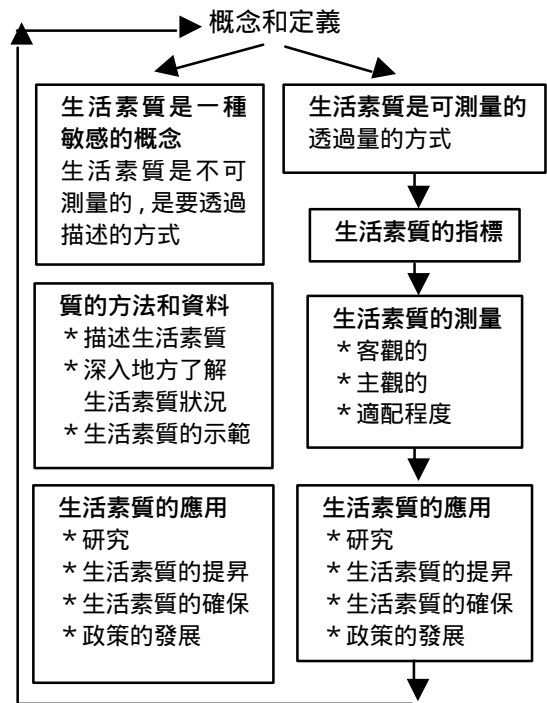 概念和定義
生活素質是一種
敏感的概念
生活素質是不可
測量的，是要透過
描述的方式
質的方法和資料
*描述生活素質
*深入地方了解
生活素質狀況
*生活素質的示範
生活素質的應用
*研究
*生活素質的提昇
*生活素質的確保
*政策的發展
生活素質是可測量的
透過量的方式
生活素質的指標
生活素質的測量
*客觀的
*主觀的
*適配程度
生活素質的應用
*研究
*生活素質的提昇
*生活素質的確保
*政策的發展